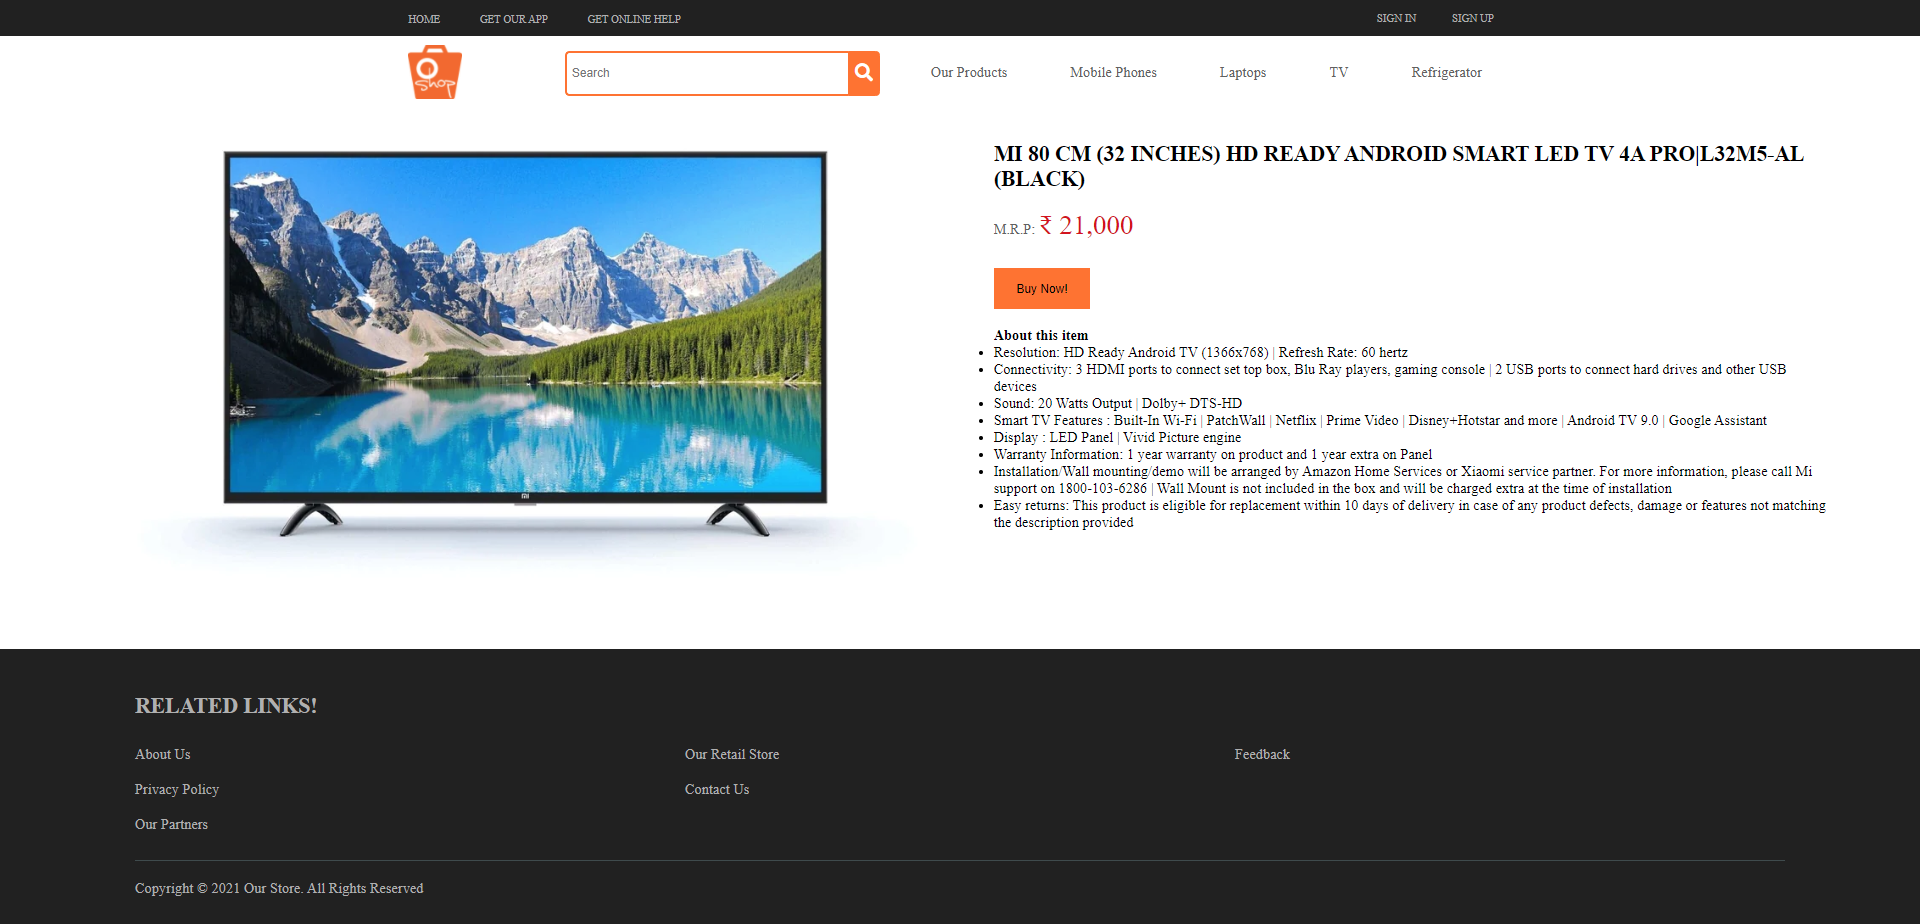 HOME GET OUR APP GET ONLINE HELP SIGN IN SIGN UP
O
Shop
Search
Our Products Mobile Phones Laptops TV Refrigerator
MI 80 CM (32 INCHES) HD READY ANDROID SMART LED TV 4A PRO|L32M5-AL
(BLACK)
M.R.P: ₹ 21,000
Buy Now!
About this item
Resolution: HD Ready Android TV (1366x768) | Refresh Rate: 60 hertz
Connectivity: 3 HDMI ports to connect set top box, Blu Ray players, gaming console | 2 USB ports to connect hard drives and other USB
devices
Sound: 20 Watts Output | Dolby+ DTS-HD
Smart TV Features : Built-In Wi-Fi | PatchWall | Netflix | Prime Video | Disney+Hotstar and more | Android TV 9.0 | Google Assistant
Display : LED Panel | Vivid Picture engine
Warranty Information: 1 year warranty on product and 1 year extra on Panel
Installation/Wall mounting/demo will be arranged by Amazon Home Services or Xiaomi service partner. For more information, please call Mi
support on 1800-103-6286 | Wall Mount is not included in the box and will be charged extra at the time of installation
Easy returns: This product is eligible for replacement within 10 days of delivery in case of any product defects, damage or features not matching
the description provided
mi
RELATED LINKS!
About Us Our Retail Store Feedback
Privacy Policy Contact Us
Our Partners
Copyright © 2021 Our Store. All Rights Reserved